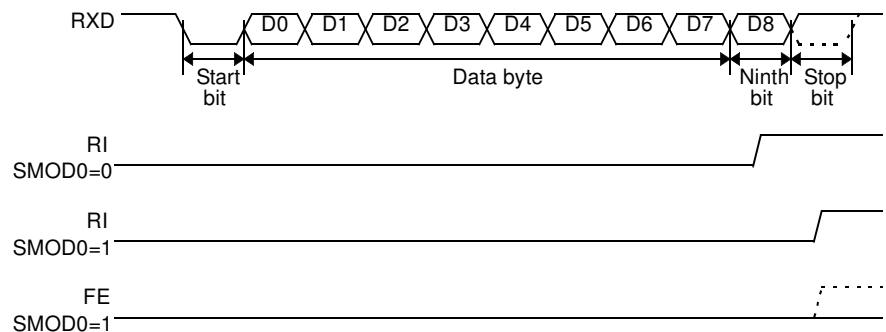 RXD D0 D1 D2 D3 D4 D5 D6 D7 D8
Start bit
Data byte
Ninth bit
Stop bit
RI
SMOD0=0
RI
SMOD0=1
FE
SMOD0=1